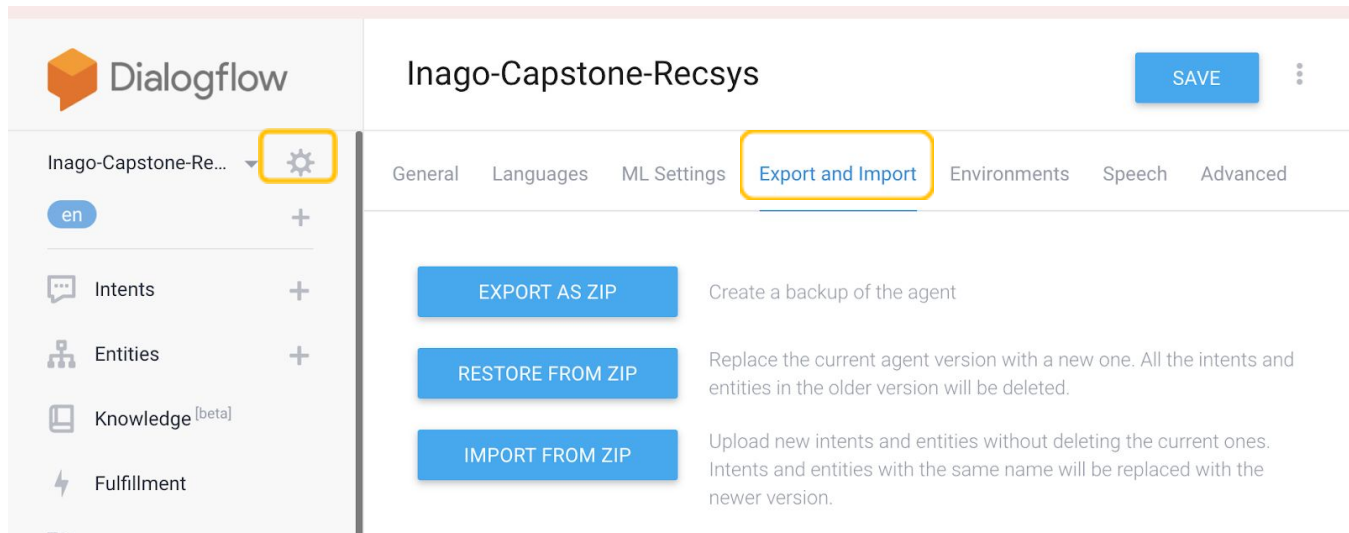 Dialogflow
Inago-Capstone-Recsys
SAVE
Inago-Capstone-Re...
General Languages ML Settings Export and Import Environments Speech Advanced
en
Intents
Entities
Knowledge [beta]
Fulfillment
EXPORT AS ZIP
Create a backup of the agent
RESTORE FROM ZIP
Replace the current agent version with a new one. All the intents and
entities in the older version will be deleted.
IMPORT FROM ZIP
Upload new intents and entities without deleting the current ones.
Intents and entities with the same name will be replaced with the
newer version.